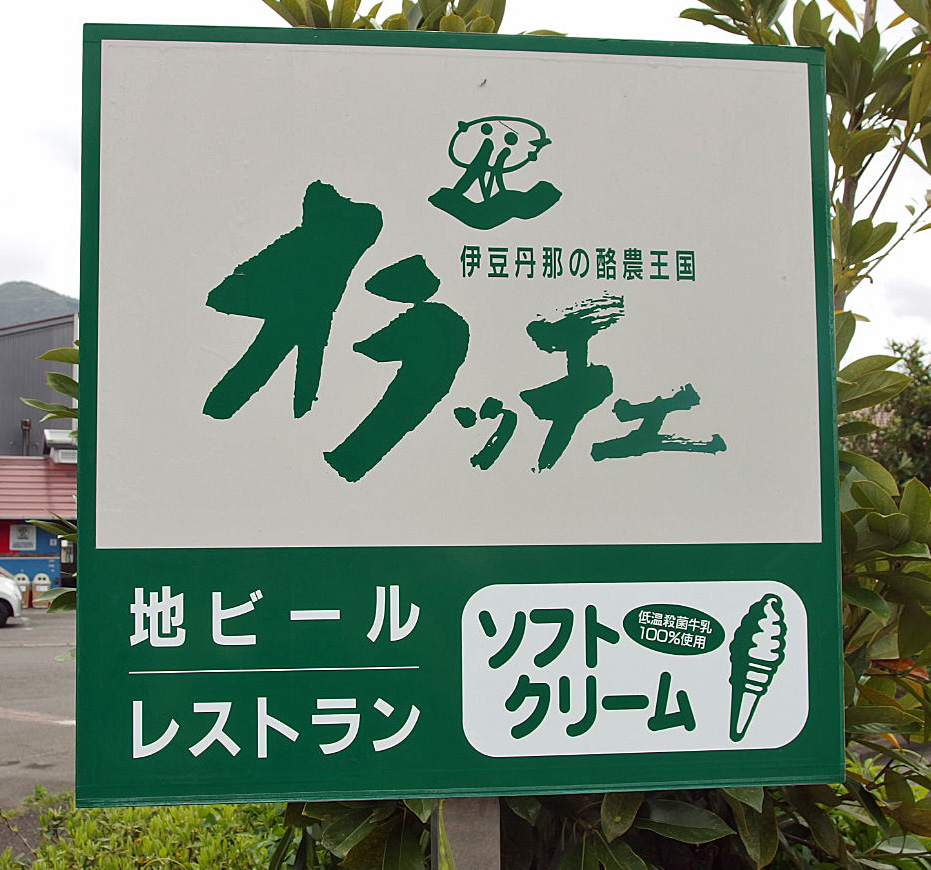 伊豆丹那の酪農王国
オラッチェ
地ビール
レストラン
ソフト
クリーム
低温殺菌牛乳
100%使用